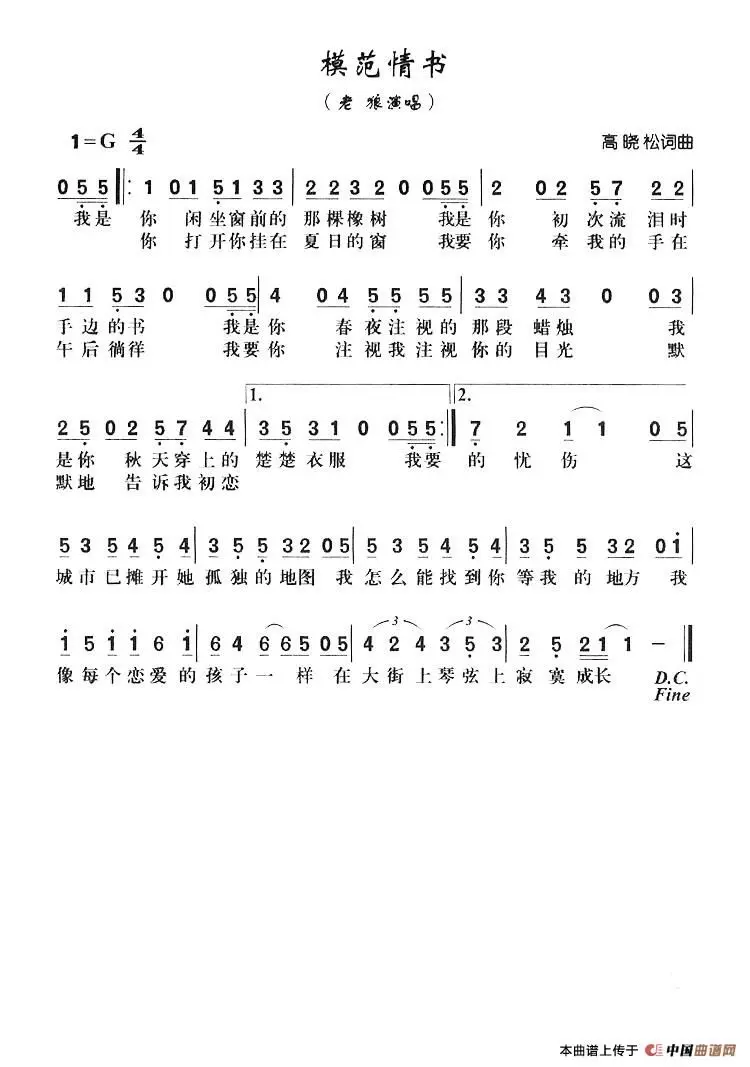 模范情书
(老 狼演唱)
1=G 4/4
高晓松词曲
0 5 5 ‖: 1 0 1 5 1 3 3 | 2 2 3 2 0 0 5 5 | 2 0 2 5 7 2 2
我是 你 闲坐窗前的 那棵橡树 我是 你 初次流泪时
你 打开你挂在 夏日的窗 我要 你 牵我的手在
1 1 5 3 0 0 5 5 | 4 0 4 5 5 5 5 | 3 3 4 3 0 0 3
手边的书 我是你 春夜注视的 那段 蜡烛 我
午后徜徉 我要你 注视我注视 你的 目光 默
2 5 0 2 5 7 4 4 | 1. 3 5 3 1 0 0 5 5 :‖ 2. 7 2 1 1 0 5
是你 秋天穿上的 楚楚衣服 我要 的 忧 伤 这
默地 告诉我初恋
5 3 5 4 5 4 | 3 5 3 2 0 5 | 5 3 5 4 5 4 | 3 5 5 3 2 0 1
城市已摊开她 孤独的地图 我 怎么能找到你 等我 的 地方 我
1 5 1 1 6 1 | 6 4 6 6 5 0 5 | 4 2 4 3 5 3 | 2 5 2 1 1 - ‖
像每个恋爱的 孩子一 样 在 大街上琴弦上 寂 寞 成长 D.C.
Fine
本曲谱上传于 中国曲谱网